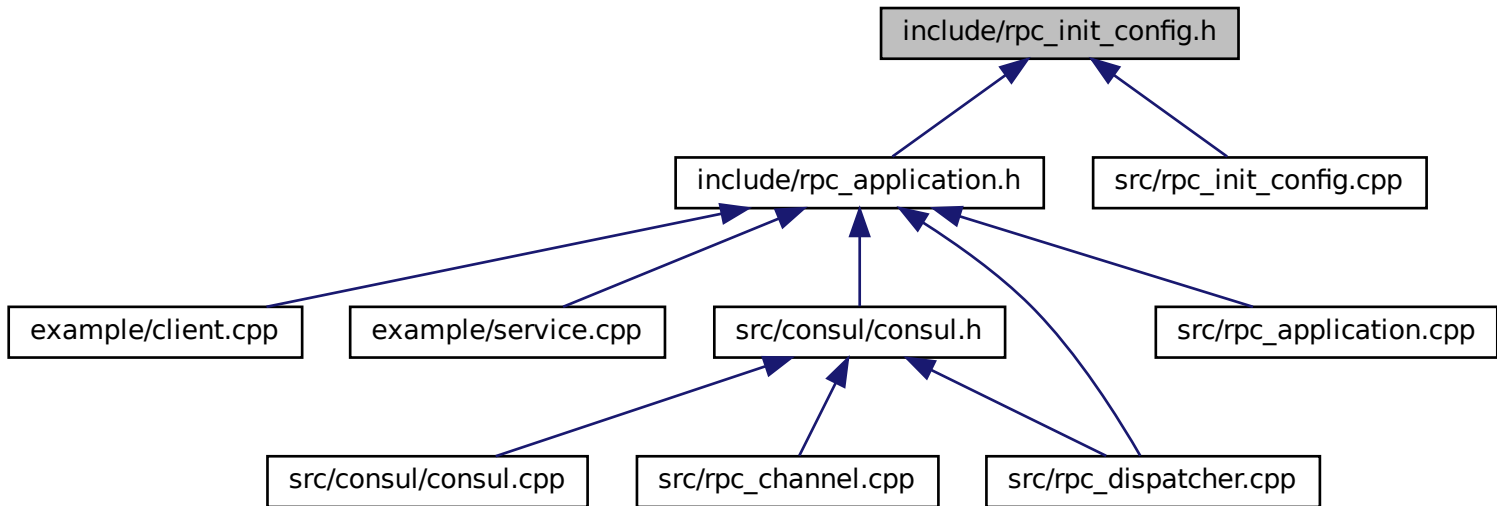 include/rpc_init_config.h
include/rpc_application.h
src/rpc_init_config.cpp
example/client.cpp
example/service.cpp
src/consul/consul.h
src/rpc_application.cpp
src/consul/consul.cpp
src/rpc_channel.cpp
src/rpc_dispatcher.cpp